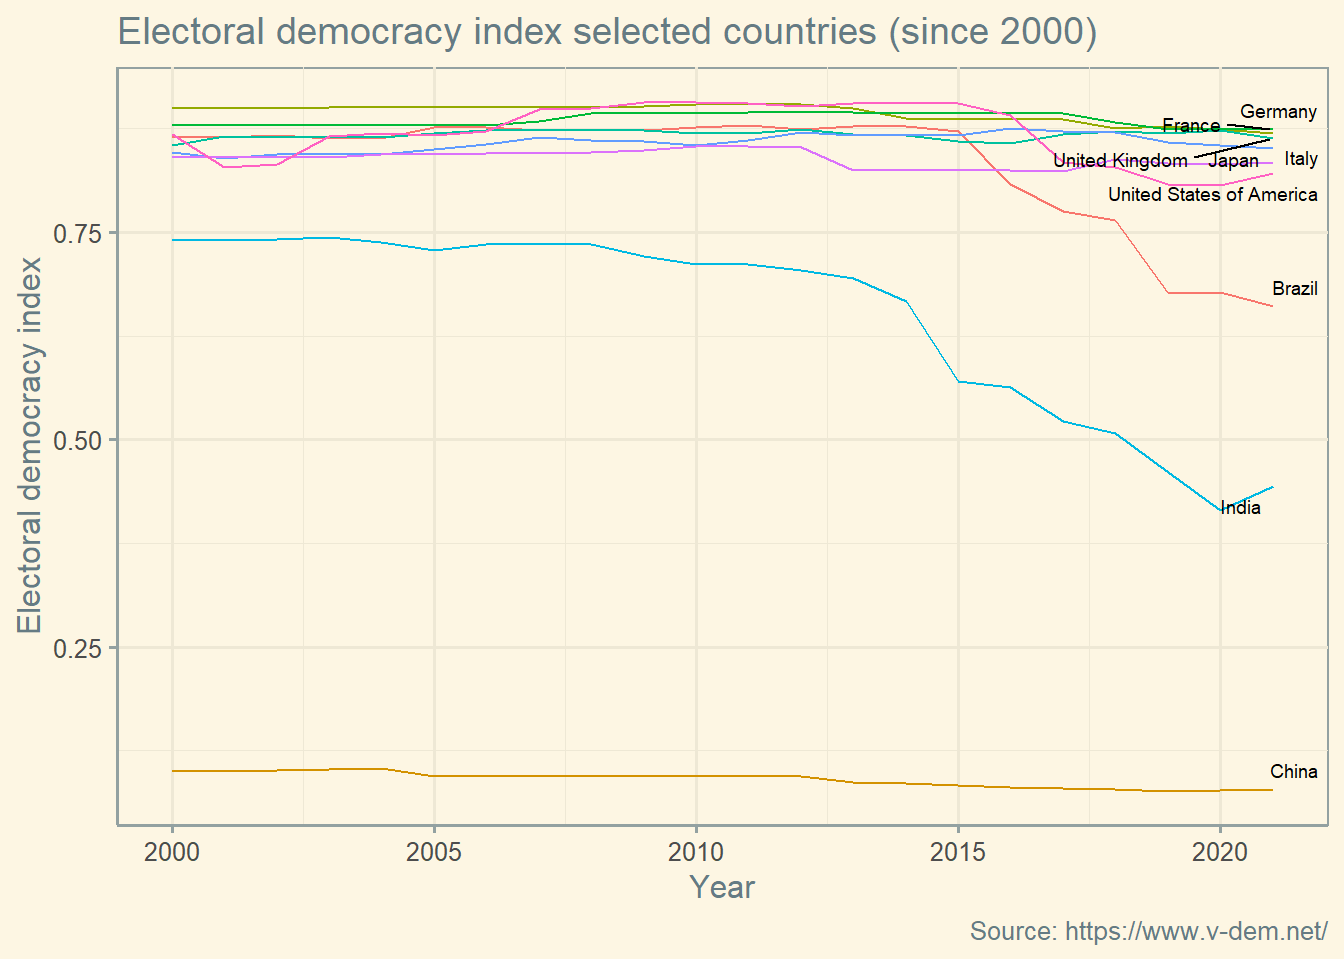 Electoral democracy index selected countries (since 2000)
Electoral democracy index
0.75
0.50
0.25
Germany
France
United Kingdom
Japan
Italy
United States of America
Brazil
India
China
2000
2005
2010
2015
2020
Year
Source: https://www.v-dem.net/